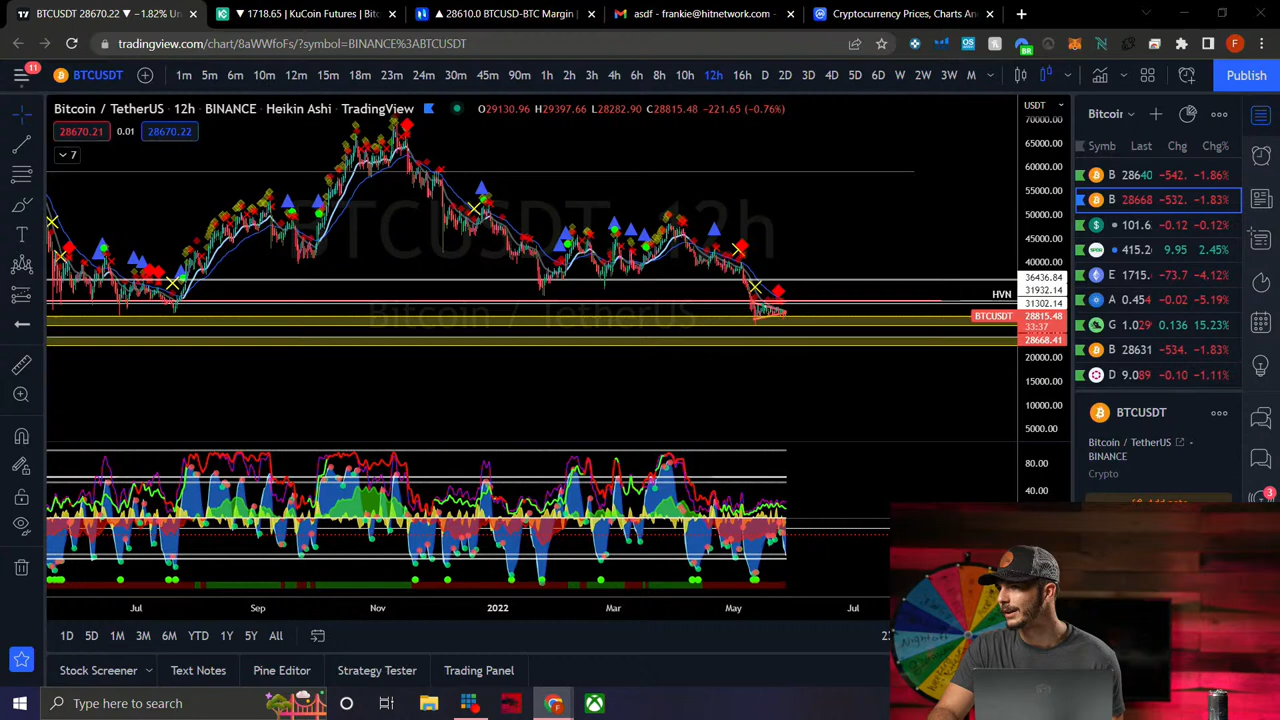 BTCUSDT 28670.22 ▼ −1.82% Un
▼ 1718.65 | KuCoin Futures | Bitc
▲ 28610.0 BTCUSD-BTC Margin |
asdf - frankie@hitnetwork.com -
Cryptocurrency Prices, Charts An
tradingview.com/chart/8aWWfoFs/?symbol=BINANCE%3ABTCUSDT
11
BTCUSDT
1m 5m 6m 10m 12m 15m 18m 23m 24m 30m 45m 90m 1h 2h 3h 4h 6h 8h 10h 12h 16h D 2D 3D 4D 5D 6D W 2W 3W M
Publish
Bitcoin / TetherUS · 12h · BINANCE · Heikin Ashi · TradingView
O29130.96 H29397.66 L28282.90 C28815.48 −221.65 (−0.76%)
28670.21 0.01 28670.22
7
BTCUSDT, 12h
Bitcoin / TetherUS
USDT
70000.00
65000.00
60000.00
55000.00
50000.00
45000.00
40000.00
36436.84
31932.14
HVN
31302.14
BTCUSDT 28815.48
33:37
28668.41
20000.00
15000.00
10000.00
5000.00
80.00
40.00
Jul Sep Nov 2022 Mar May Jul
1D 5D 1M 3M 6M YTD 1Y 5Y All
Stock Screener Text Notes Pine Editor Strategy Tester Trading Panel
Bitcoir
Symb Last Chg Chg%
B 28640 −542. −1.86%
B 28668 −532. −1.83%
101.6 −0.12 −0.12%
415.2 9.95 2.45%
E 1715. −73.7 −4.12%
A 0.454 −0.02 −5.19%
G 1.029 0.136 15.23%
B 28631 −534. −1.83%
D 9.089 −0.10 −1.11%
BTCUSDT
Bitcoin / TetherUS
BINANCE
Crypto
3
Type here to search